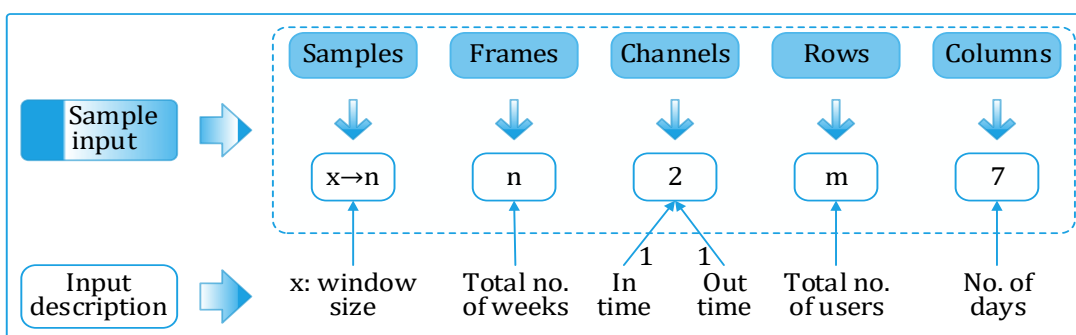 Samples
Frames
Channels
Rows
Columns
Sample
input
x→n
n
2
m
7
1
1
Input
description
x: window
size
Total no.
of weeks
In
time
Out
time
Total no.
of users
No. of
days